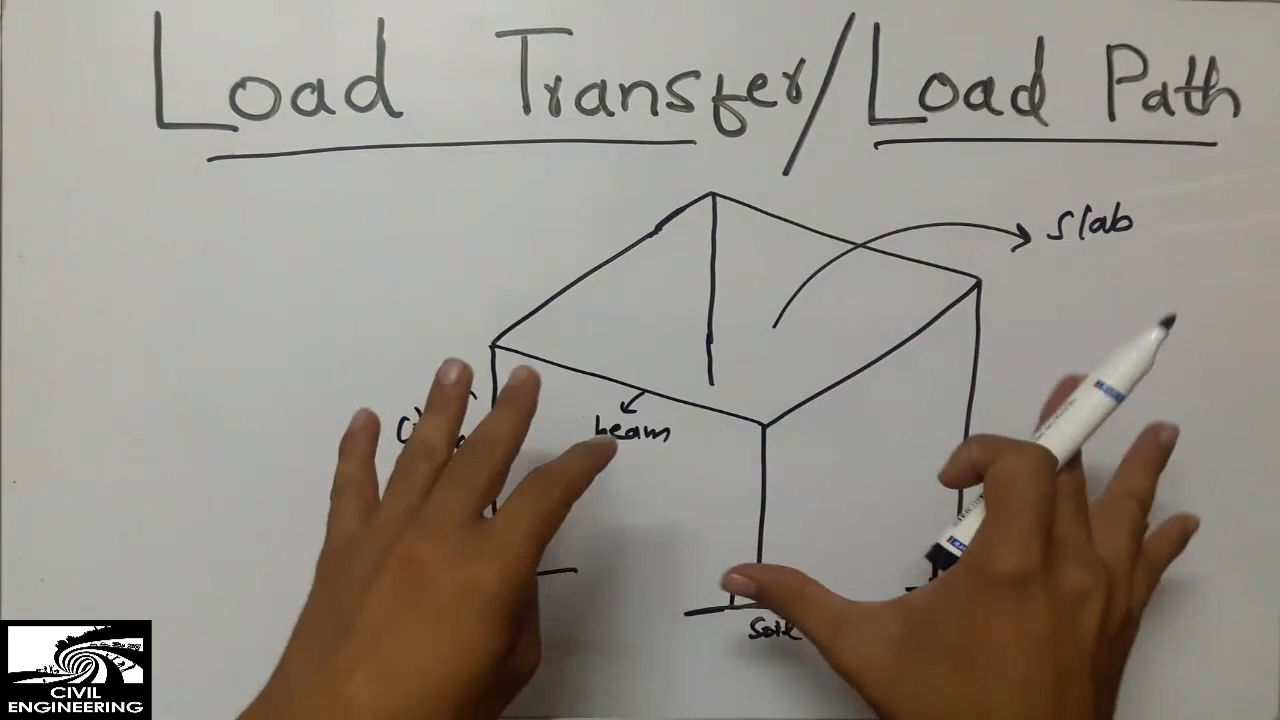 Load Transfer/Load Path
slab
beam
Soil
CIVIL
ENGINEERING